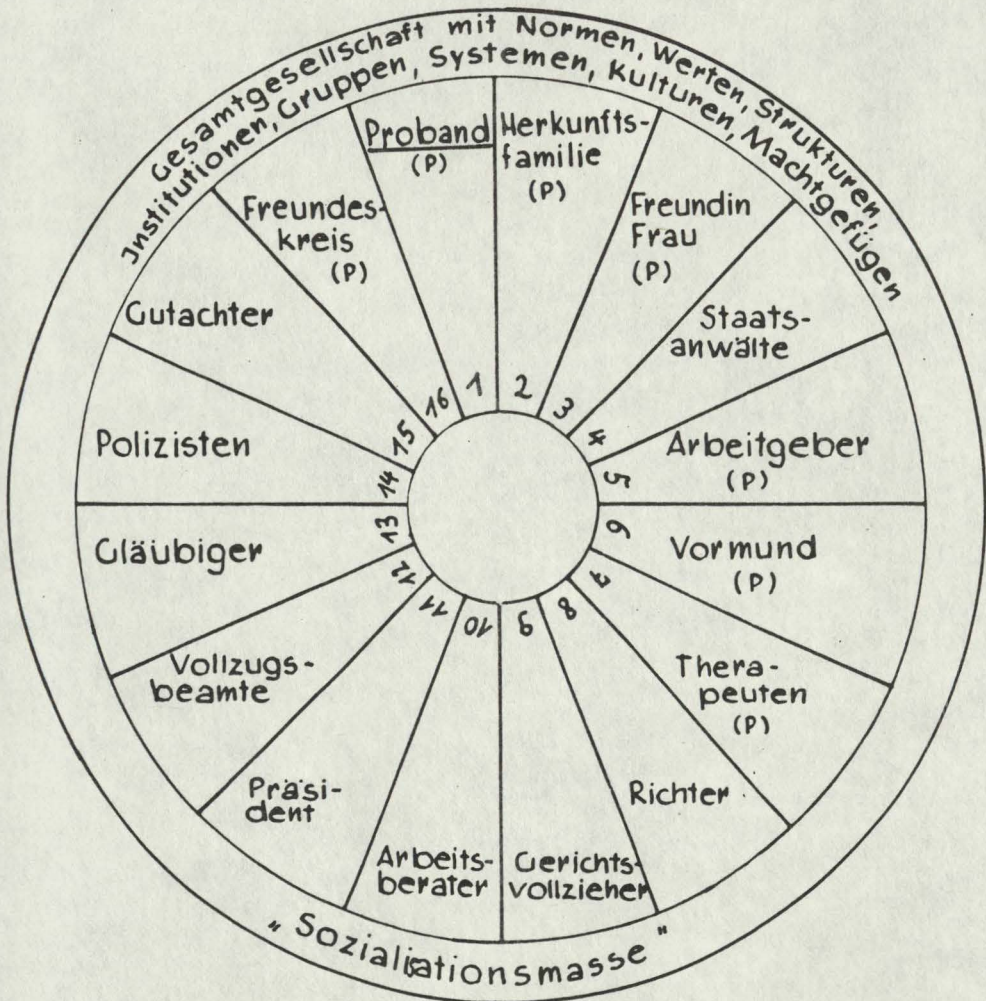 Gesamtgesellschaft mit Normen, Werten, Strukturen,
Institutionen, Gruppen, Systemen, Kulturen, Machtgefügen
Proband
(P)
1
Herkunfts-
familie
(P)
2
Freundin
Frau
(P)
3
Staats-
anwälte
4
Arbeitgeber
(P)
5
Vormund
(P)
6
Thera-
peuten
(P)
7
Richter
8
Gerichts-
vollzieher
9
Arbeits-
berater
10
Präsi-
dent
11
Vollzugs-
beamte
12
Gläubiger
13
Polizisten
14
Gutachter
15
Freundes-
kreis
(P)
16
"Sozialisationsmasse"